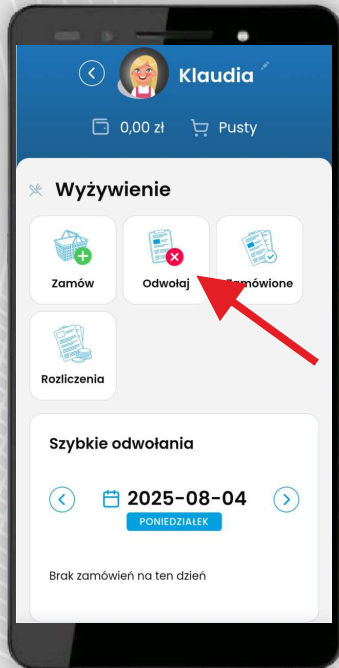 Klaudia
0,00 zł Pusty
Wyżywienie
Zamów Odwołaj Zamówione
Rozliczenia
Szybkie odwołania
2025-08-04
PONIEDZIAŁEK
Brak zamówień na ten dzień